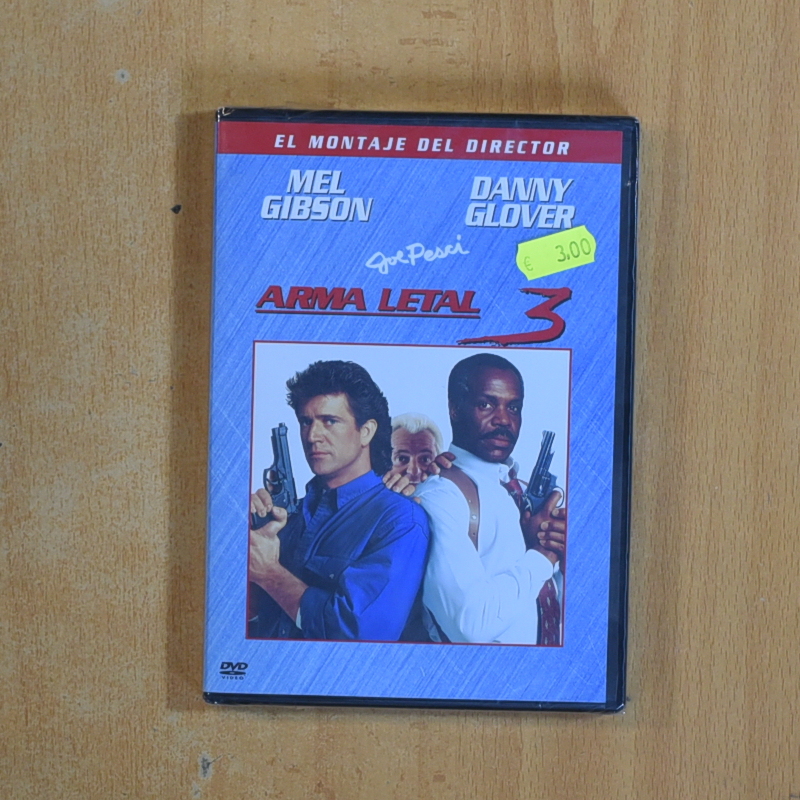 EL MONTAJE DEL DIRECTOR
MEL GIBSON
DANNY GLOVER
Joe Pesci
€ 3.00
ARMA LETAL 3
DVD
VIDEO